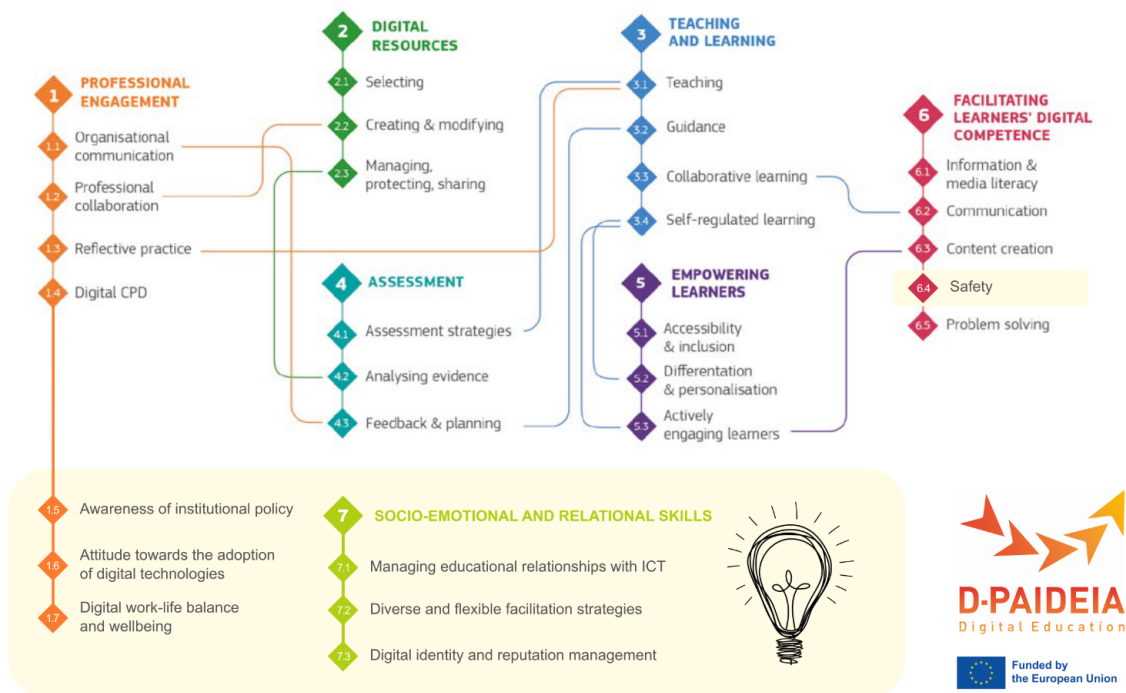 1
PROFESSIONAL
ENGAGEMENT
1.1
Organisational
communication
1.2
Professional
collaboration
1.3
Reflective practice
1.4
Digital CPD
2
DIGITAL
RESOURCES
2.1
Selecting
2.2
Creating & modifying
2.3
Managing,
protecting, sharing
3
TEACHING
AND LEARNING
3.1
Teaching
3.2
Guidance
3.3
Collaborative learning
3.4
Self-regulated learning
4
ASSESSMENT
4.1
Assessment strategies
4.2
Analysing evidence
4.3
Feedback & planning
5
EMPOWERING
LEARNERS
5.1
Accessibility
& inclusion
5.2
Differentation
& personalisation
5.3
Actively
engaging learners
6
FACILITATING
LEARNERS' DIGITAL
COMPETENCE
6.1
Information &
media literacy
6.2
Communication
6.3
Content creation
6.4
Safety
6.5
Problem solving
1.5
Awareness of institutional policy
1.6
Attitude towards the adoption
of digital technologies
1.7
Digital work-life balance
and wellbeing
7
SOCIO-EMOTIONAL AND RELATIONAL SKILLS
7.1
Managing educational relationships with ICT
7.2
Diverse and flexible facilitation strategies
7.3
Digital identity and reputation management
D-PAIDEIA
Digital Education
Funded by
the European Union